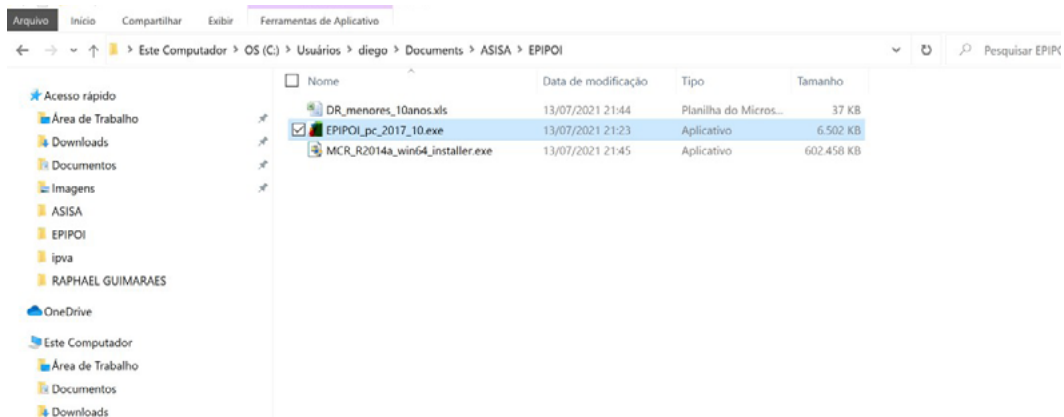 Arquivo Início Compartilhar Exibir Ferramentas de Aplicativo
Este Computador > OS (C:) > Usuários > diego > Documents > ASISA > EPIPOI
Pesquisar EPIPO
Nome Data de modificação Tipo Tamanho
DR_menores_10anos.xls 13/07/2021 21:44 Planilha do Micros... 37 KB
EPIPOI_pc_2017_10.exe 13/07/2021 21:23 Aplicativo 6.502 KB
MCR_R2014a_win64_installer.exe 13/07/2021 21:45 Aplicativo 602.458 KB
Acesso rápido
Área de Trabalho
Downloads
Documentos
Imagens
ASISA
EPIPOI
ipva
RAPHAEL GUIMARAES
OneDrive
Este Computador
Área de Trabalho
Documentos
Downloads